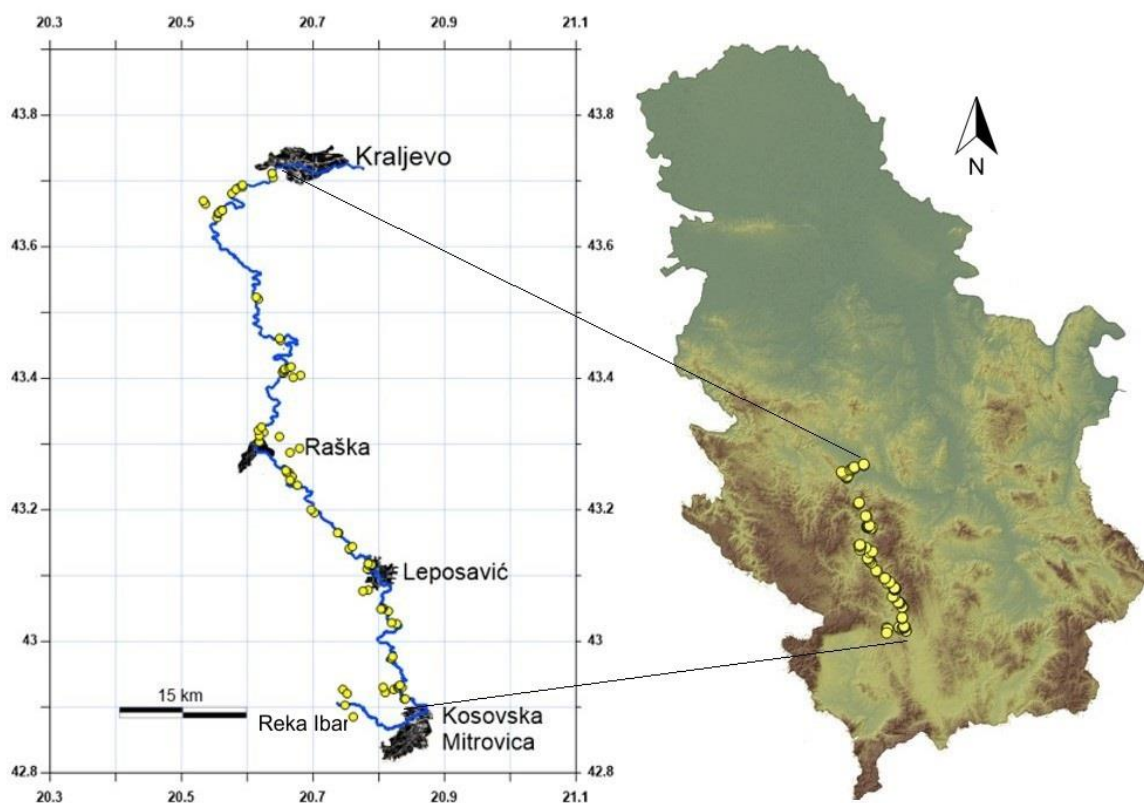 20.3 20.5 20.7 20.9 21.1
43.8 43.8
Kraljevo
N
43.6 43.6
43.4 43.4
Raška
43.2 43.2
Leposavić
43 43
15 km
Reka Ibar
Kosovska
Mitrovica
42.8 42.8
20.3 20.5 20.7 20.9 21.1